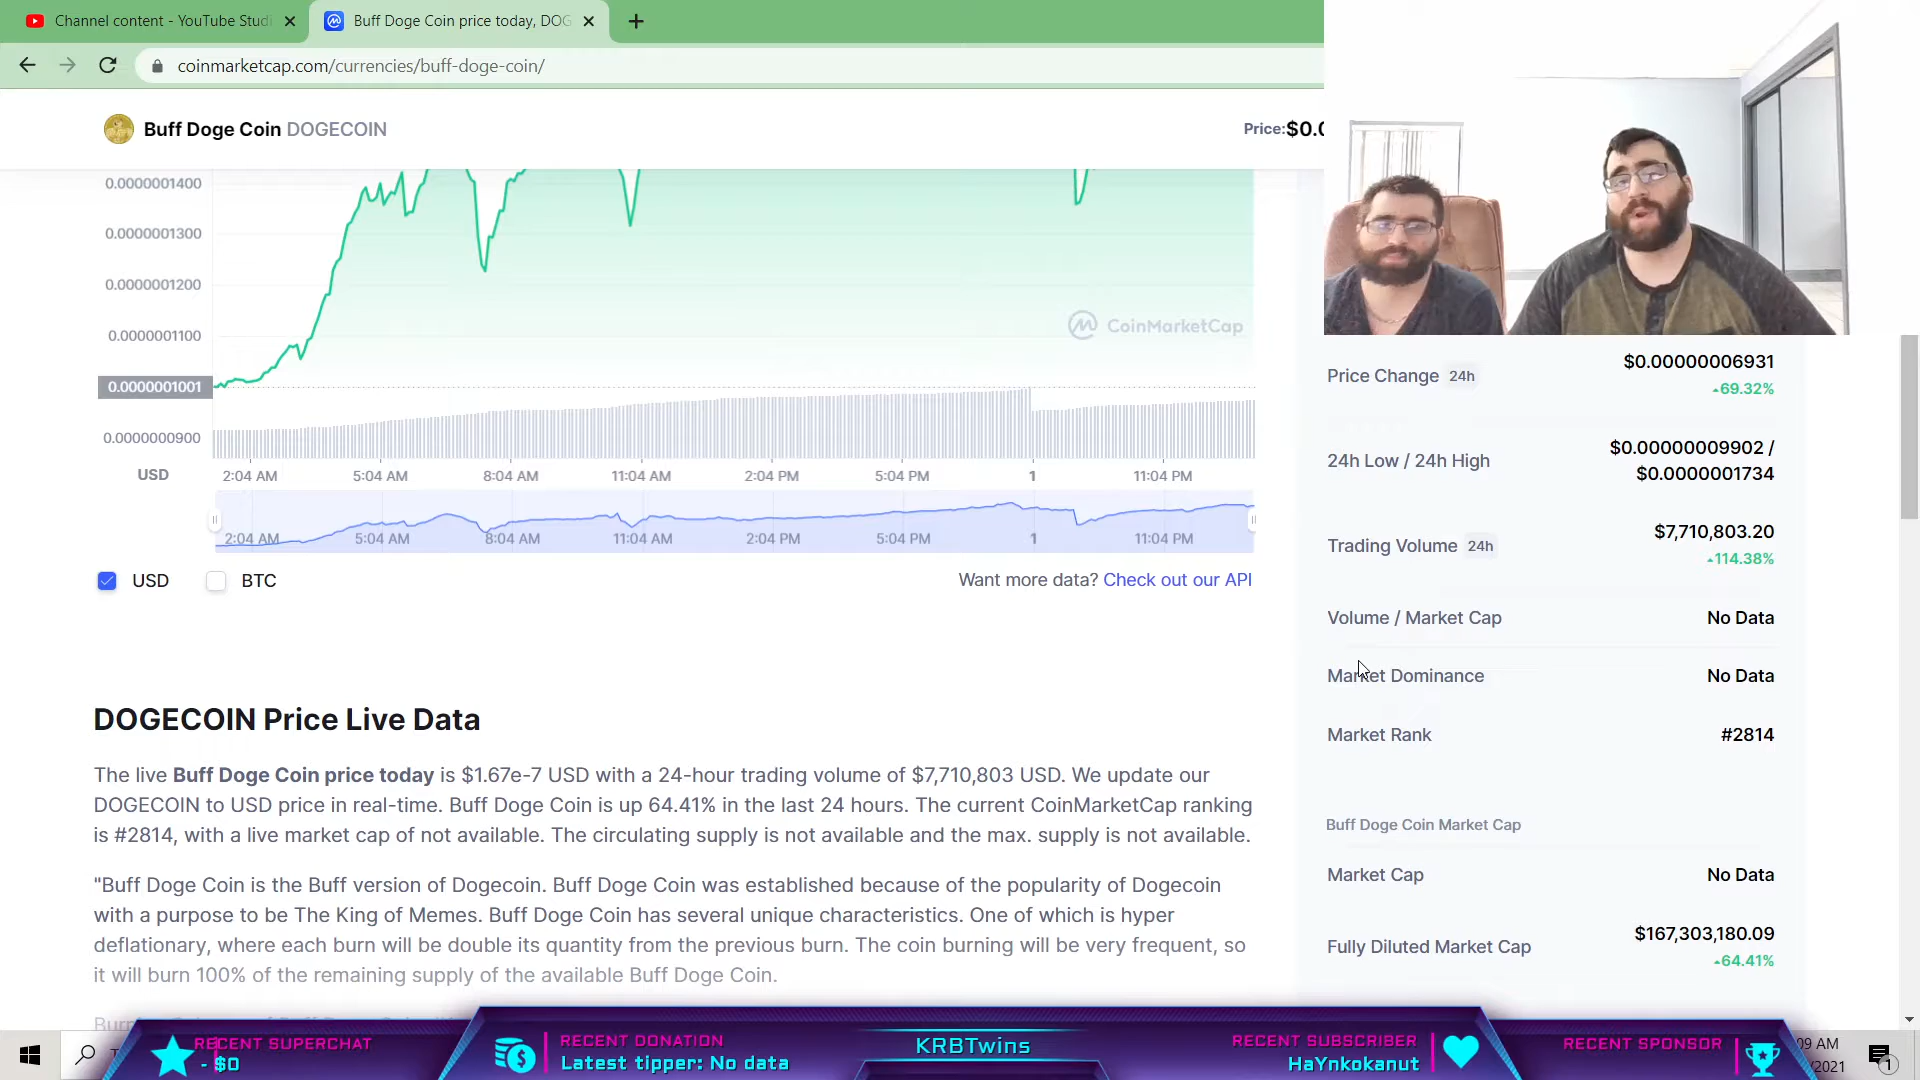 Channel content - YouTube Studi
Buff Doge Coin price today, DOG
coinmarketcap.com/currencies/buff-doge-coin/
Buff Doge Coin DOGECOIN
Price:$0.0
0.0000001400
0.0000001300
0.0000001200
0.0000001100
0.0000001001
0.0000000900
CoinMarketCap
USD 2:04 AM 5:04 AM 8:04 AM 11:04 AM 2:04 PM 5:04 PM 1 11:04 PM
2:04 AM 5:04 AM 8:04 AM 11:04 AM 2:04 PM 5:04 PM 1 11:04 PM
USD BTC
Want more data? Check out our API
DOGECOIN Price Live Data
The live Buff Doge Coin price today is $1.67e-7 USD with a 24-hour trading volume of $7,710,803 USD. We update our
DOGECOIN to USD price in real-time. Buff Doge Coin is up 64.41% in the last 24 hours. The current CoinMarketCap ranking
is #2814, with a live market cap of not available. The circulating supply is not available and the max. supply is not available.
"Buff Doge Coin is the Buff version of Dogecoin. Buff Doge Coin was established because of the popularity of Dogecoin
with a purpose to be The King of Memes. Buff Doge Coin has several unique characteristics. One of which is hyper
deflationary, where each burn will be double its quantity from the previous burn. The coin burning will be very frequent, so
it will burn 100% of the remaining supply of the available Buff Doge Coin.
Price Change 24h
$0.00000006931
69.32%
24h Low / 24h High
$0.00000009902 /
$0.0000001734
Trading Volume 24h
$7,710,803.20
114.38%
Volume / Market Cap No Data
Market Dominance No Data
Market Rank #2814
Buff Doge Coin Market Cap
Market Cap No Data
Fully Diluted Market Cap
$167,303,180.09
64.41%
RECENT SUPERCHAT
- $0
RECENT DONATION
Latest tipper: No data
KRBTwins
RECENT SUBSCRIBER
HaYnkokanut
RECENT SPONSOR
09 AM
/2021
1